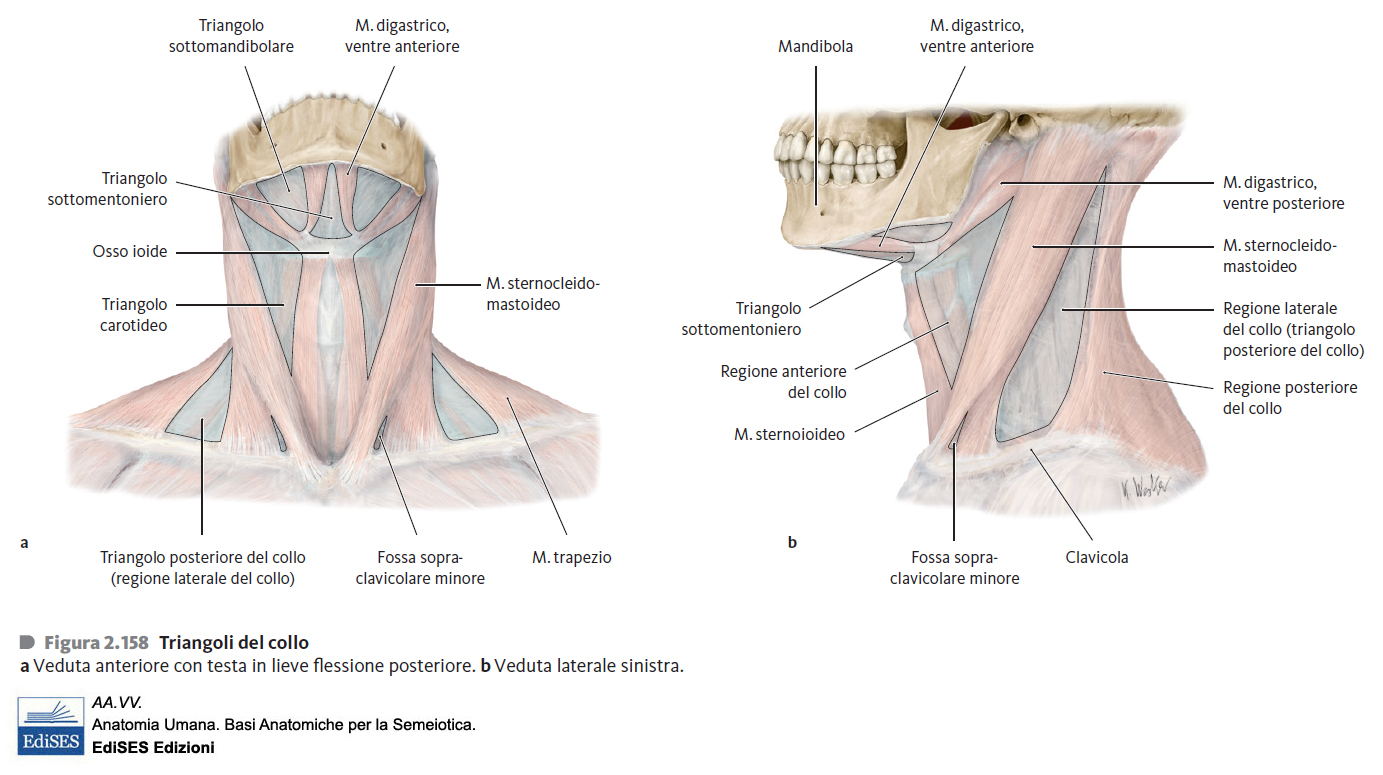 Triangolo
sottomandibolare
M. digastrico,
ventre anteriore
Triangolo
sottomentoniero
Osso ioide
Triangolo
carotideo
M. sternocleido-
mastoideo
Triangolo posteriore del collo
(regione laterale del collo)
Fossa sopra-
clavicolare minore
M. trapezio
a
Mandibola
M. digastrico,
ventre anteriore
M. digastrico,
ventre posteriore
M. sternocleido-
mastoideo
Triangolo
sottomentoniero
Regione laterale
del collo (triangolo
posteriore del collo)
Regione anteriore
del collo
Regione posteriore
del collo
M. sternoioideo
b
Fossa sopra-
clavicolare minore
Clavicola
Figura 2.158 Triangoli del collo
a Veduta anteriore con testa in lieve flessione posteriore. b Veduta laterale sinistra.
EdiSES
AA.VV.
Anatomia Umana. Basi Anatomiche per la Semeiotica.
EdiSES Edizioni